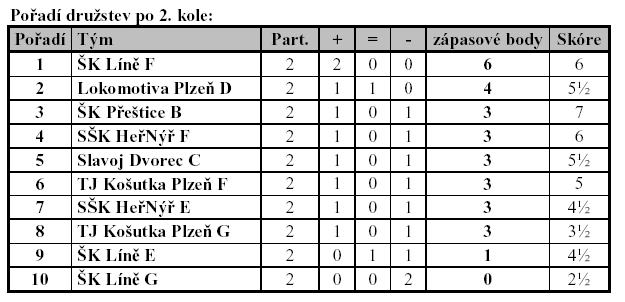 Pořadí družstev po 2. kole:
Pořadí Tým Part. + = - zápasové body Skóre
1 ŠK Líně F 2 2 0 0 6 6
2 Lokomotiva Plzeň D 2 1 1 0 4 5½
3 ŠK Přeštice B 2 1 0 1 3 7
4 SŠK HeřNýř F 2 1 0 1 3 6
5 Slavoj Dvorec C 2 1 0 1 3 5½
6 TJ Košutka Plzeň F 2 1 0 1 3 5
7 SŠK HeřNýř E 2 1 0 1 3 4½
8 TJ Košutka Plzeň G 2 1 0 1 3 3½
9 ŠK Líně E 2 0 1 1 1 4½
10 ŠK Líně G 2 0 0 2 0 2½